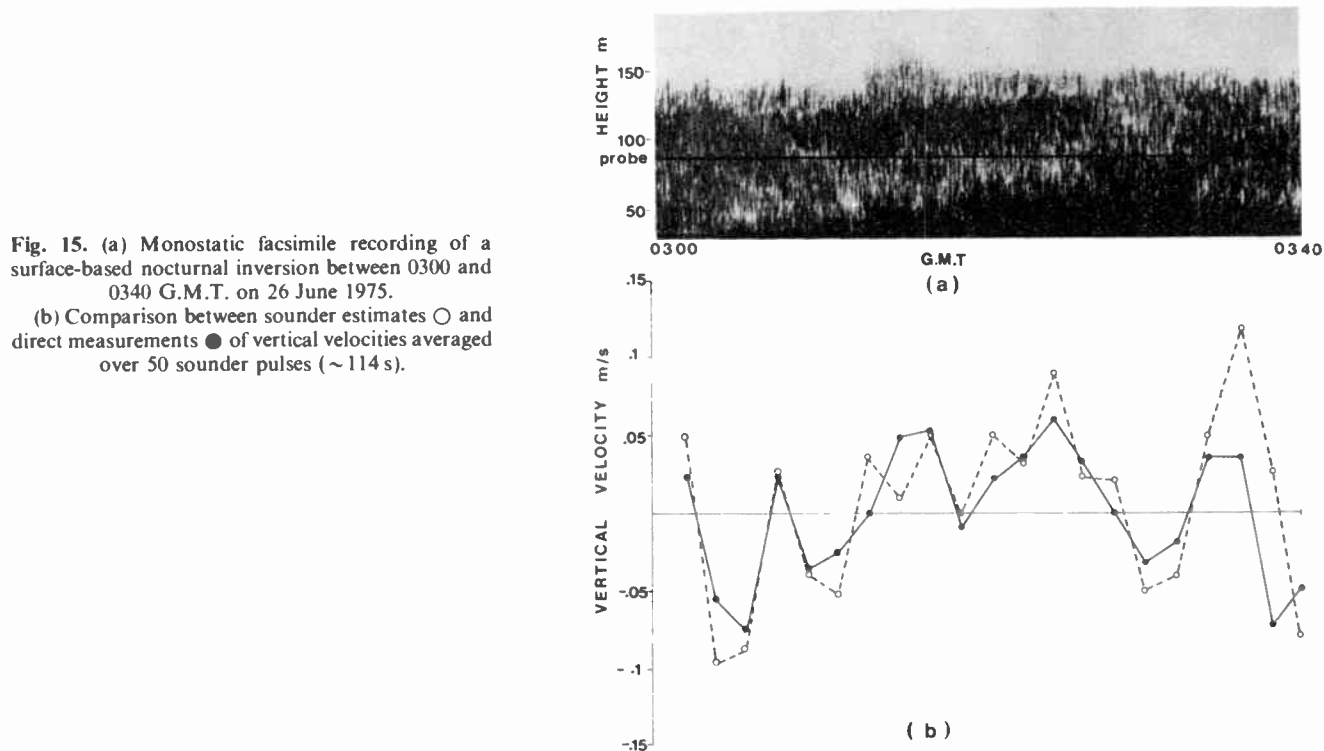 Fig. 15. (a) Monostatic facsimile recording of a
surface-based nocturnal inversion between 0300 and
0340 G.M.T. on 26 June 1975.
(b) Comparison between sounder estimates ○ and
direct measurements ● of vertical velocities averaged
over 50 sounder pulses (~114 s).
HEIGHT m
150
100
probe
50
0300
0340
G.M.T
(a)
VERTICAL VELOCITY m/s
.15
.1
.05
0
-.05
-.1
-.15
(b)